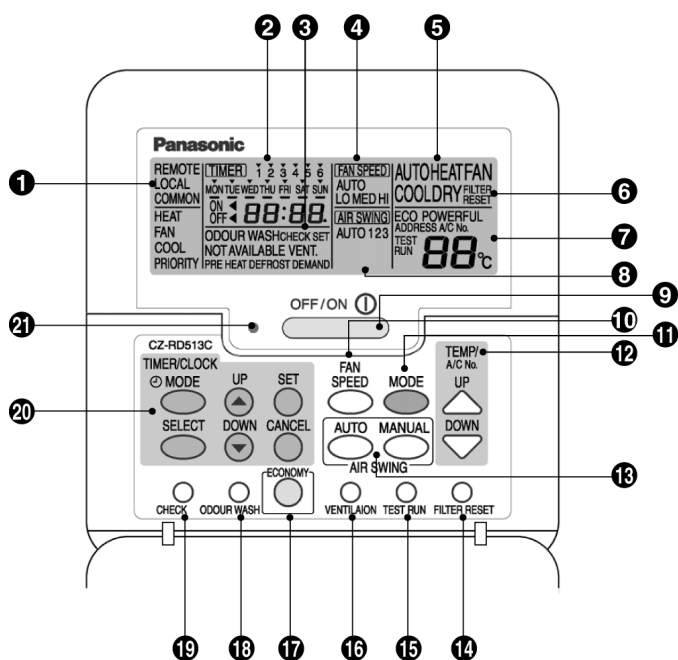 2 3 4 5
Panasonic
1
REMOTE
LOCAL
COMMON
HEAT
FAN
COOL
PRIORITY
TIMER 1 2 3 4 5 6
MON TUE WED THU FRI SAT SUN
ON
OFF 88:88.
ODOUR WASH CHECK SET
NOT AVAILABLE VENT.
PRE HEAT DEFROST DEMAND
FAN SPEED
AUTO
LO MED HI
AIR SWING
AUTO 1 2 3
AUTO HEAT FAN
COOL DRY FILTER
RESET
ECO POWERFUL
ADDRESS A/C No.
TEST
RUN 88 °C
6
7
8
OFF/ON
9
21
10
11
12
CZ-RD513C
TIMER/CLOCK
MODE UP SET
SELECT DOWN CANCEL
20
FAN
SPEED
MODE
TEMP/
A/C No.
UP
DOWN
AUTO MANUAL
AIR SWING
13
ECONOMY
CHECK ODOUR WASH VENTILAION TEST RUN FILTER RESET
19 18 17 16 15 14